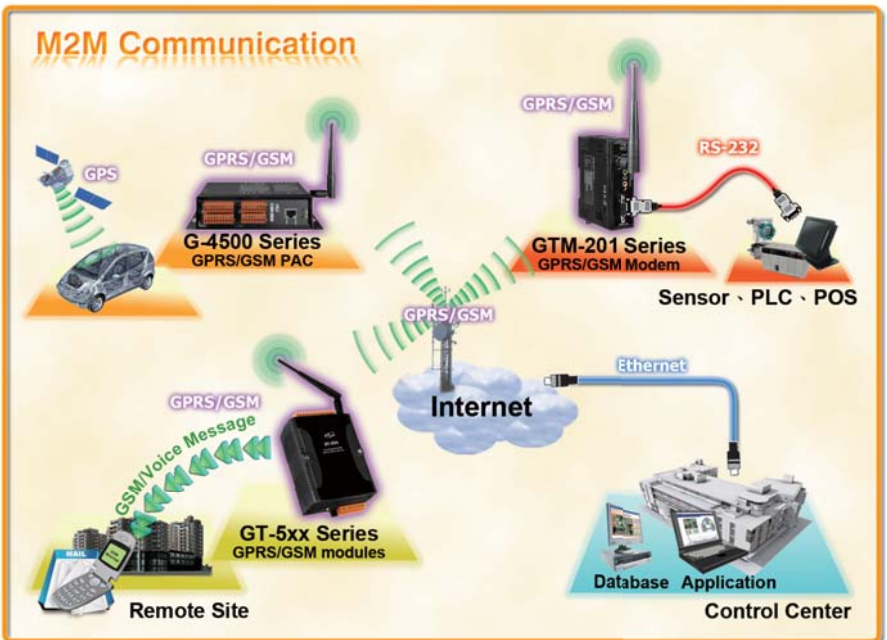 M2M Communication
GPS
GPRS/GSM
G-4500 Series
GPRS/GSM PAC
GPRS/GSM
RS-232
GTM-201 Series
GPRS/GSM Modem
Sensor、PLC、POS
GPRS/GSM
Internet
Ethernet
GPRS/GSM
GSM/Voice Message
GT-5xx Series
GPRS/GSM modules
MAIL
Remote Site
Database Application
Control Center